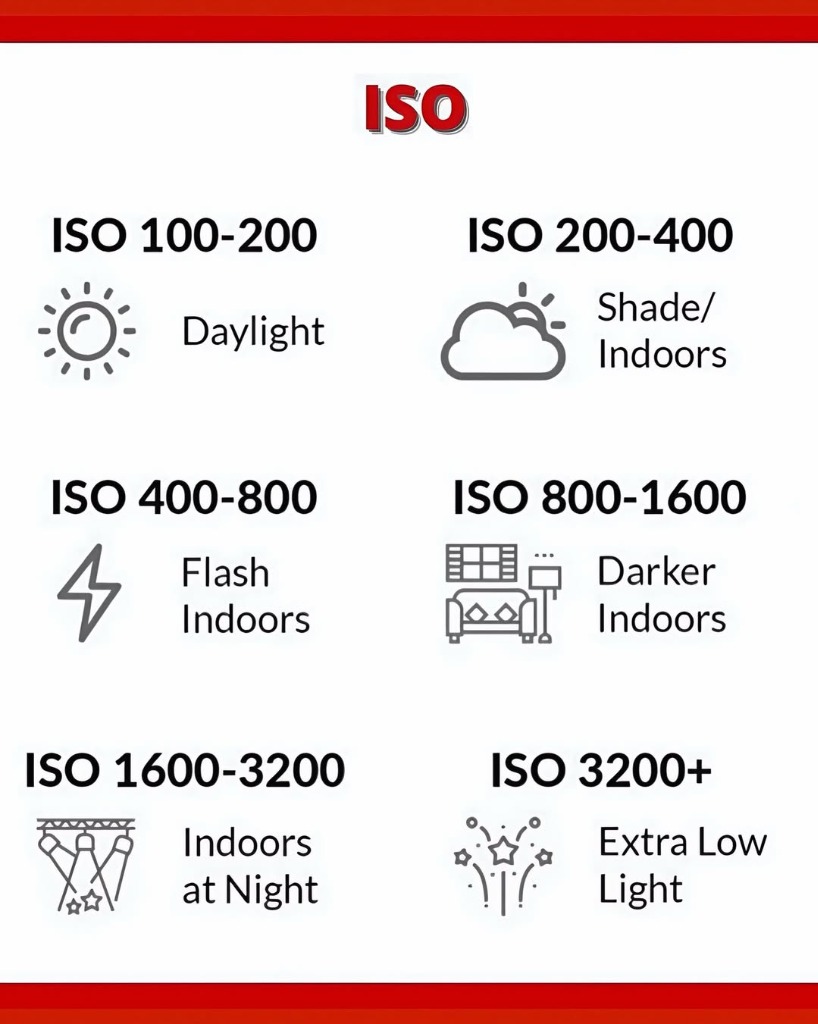 ISO
ISO 100-200
Daylight
ISO 200-400
Shade/
Indoors
ISO 400-800
Flash
Indoors
ISO 800-1600
Darker
Indoors
ISO 1600-3200
Indoors
at Night
ISO 3200+
Extra Low
Light